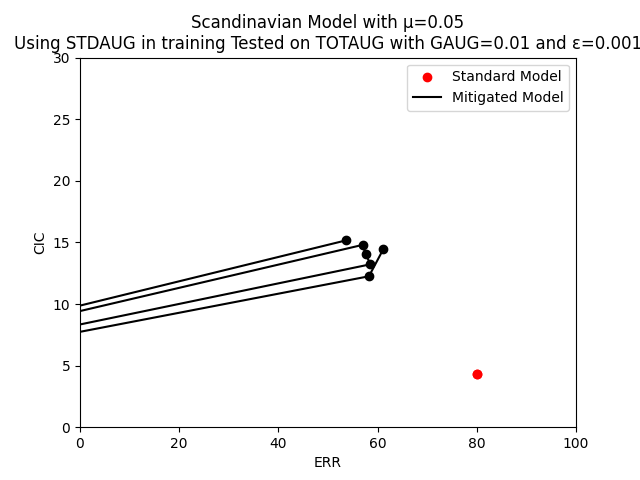 Scandinavian Model with μ=0.05
Using STDAUG in training Tested on TOTAUG with GAUG=0.01 and ε=0.001
Standard Model
Mitigated Model
CIC
30
25
20
15
10
5
0
0 20 40 60 80 100
ERR